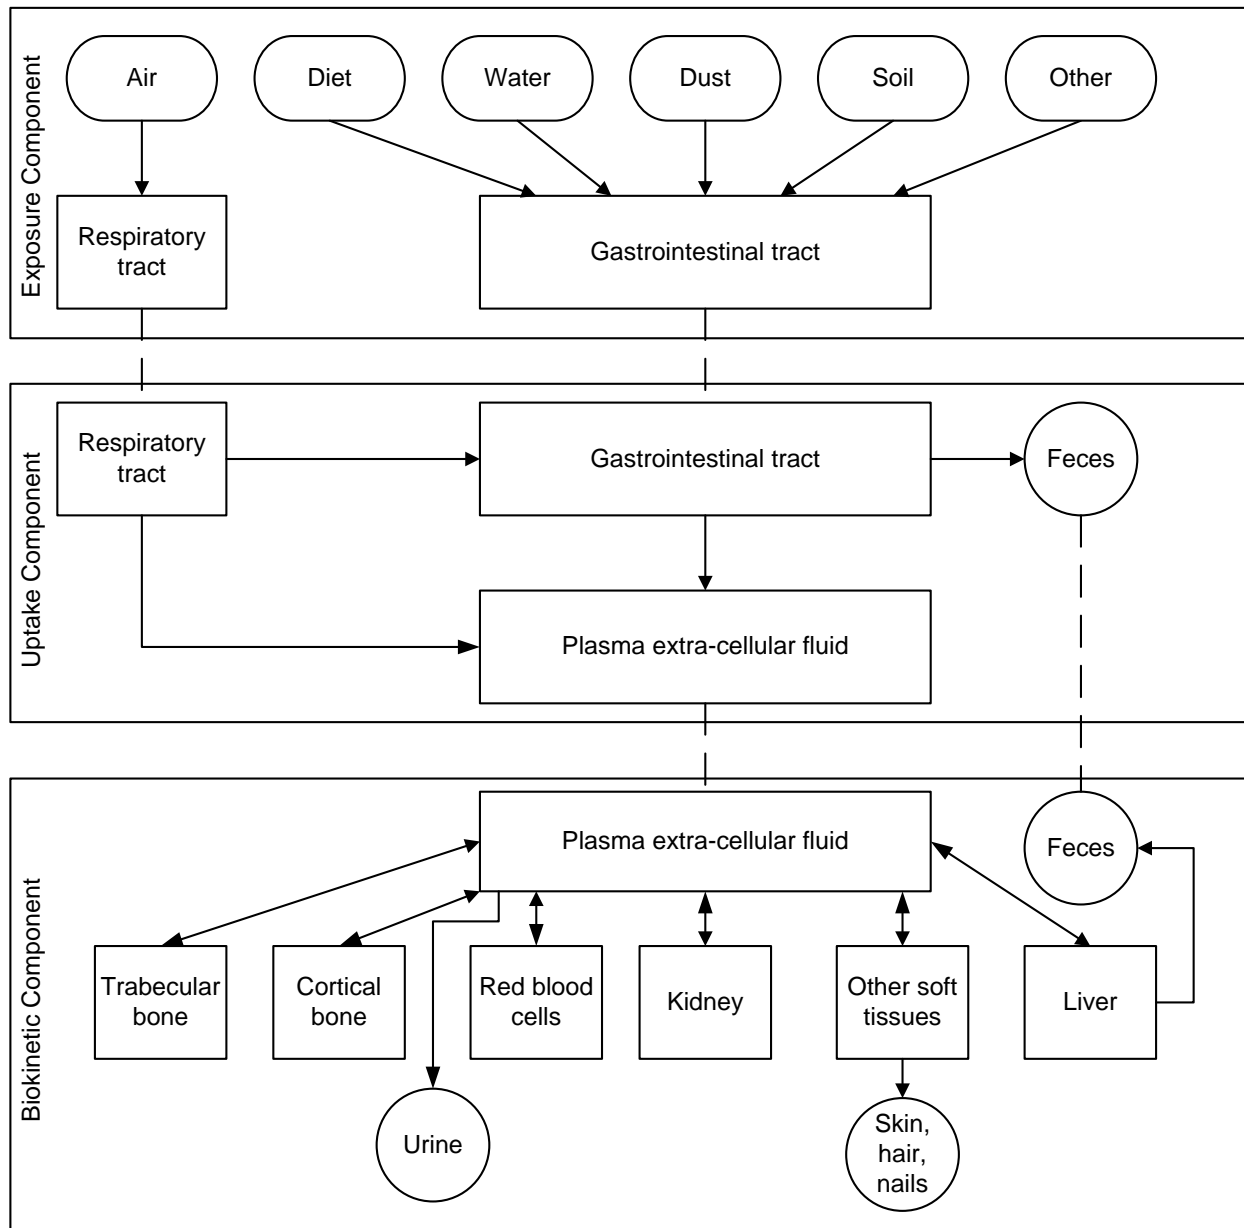 Exposure Component
Air
Diet
Water
Dust
Soil
Other
Respiratory
tract
Gastrointestinal tract
Uptake Component
Respiratory
tract
Gastrointestinal tract
Feces
Plasma extra-cellular fluid
Biokinetic Component
Plasma extra-cellular fluid
Feces
Trabecular
bone
Cortical
bone
Red blood
cells
Kidney
Other soft
tissues
Liver
Urine
Skin,
hair,
nails